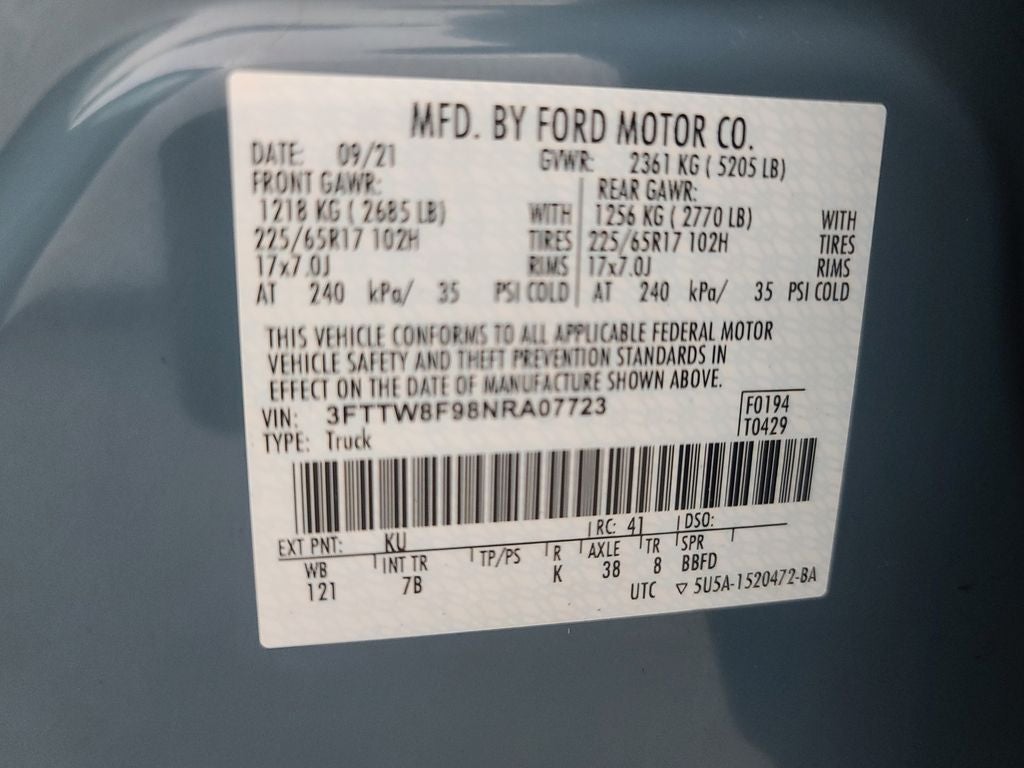 MFD. BY FORD MOTOR CO.
DATE: 09/21 GVWR: 2361 KG ( 5205 LB)
FRONT GAWR: REAR GAWR:
1218 KG ( 2685 LB) WITH 1256 KG ( 2770 LB) WITH
225/65R17 102H TIRES 225/65R17 102H TIRES
17x7.0J RIMS 17x7.0J RIMS
AT 240 kPa/ 35 PSI COLD AT 240 kPa/ 35 PSI COLD
THIS VEHICLE CONFORMS TO ALL APPLICABLE FEDERAL MOTOR
VEHICLE SAFETY AND THEFT PREVENTION STANDARDS IN
EFFECT ON THE DATE OF MANUFACTURE SHOWN ABOVE.
VIN: 3FTTW8F98NRA07723 F0194
TYPE: Truck T0429
EXT PNT: KU RC: 41 DSO:
WB INT TR TP/PS R AXLE TR SPR
121 7B K 38 8 BBFD
UTC ▽ 5U5A-1520472-BA